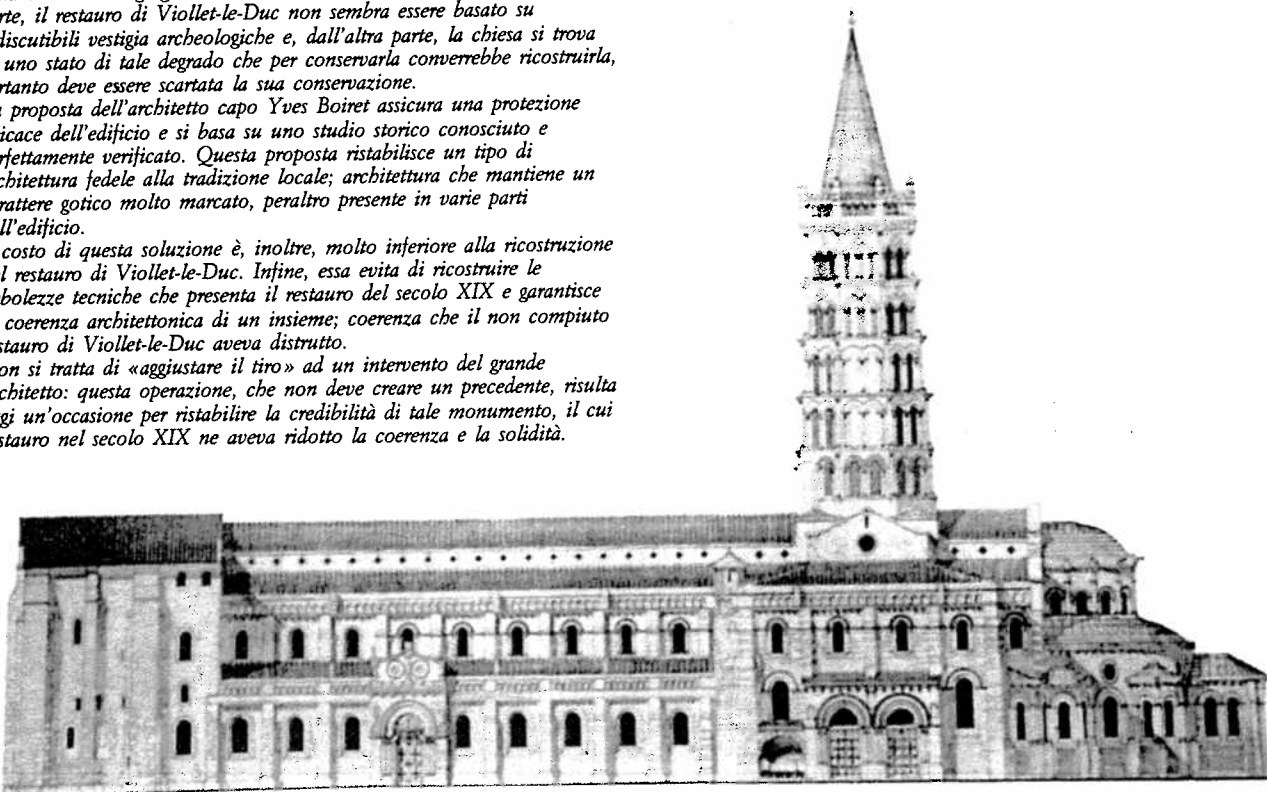 rte, il restauro di Viollet-le-Duc non sembra essere basato su
discutibili vestigia archeologiche e, dall'altra parte, la chiesa si trova
uno stato di tale degrado che per conservarla converrebbe ricostruirla,
rtanto deve essere scartata la sua conservazione.
proposta dell'architetto capo Yves Boiret assicura una protezione
icace dell'edificio e si basa su uno studio storico conosciuto e
rfettamente verificato. Questa proposta ristabilisce un tipo di
chitettura fedele alla tradizione locale; architettura che mantiene un
rattere gotico molto marcato, peraltro presente in varie parti
ll'edificio.
costo di questa soluzione è, inoltre, molto inferiore alla ricostruzione
l restauro di Viollet-le-Duc. Infine, essa evita di ricostruire le
bolezze tecniche che presenta il restauro del secolo XIX e garantisce
coerenza architettonica di un insieme; coerenza che il non compiuto
stauro di Viollet-le-Duc aveva distrutto.
on si tratta di «aggiustare il tiro» ad un intervento del grande
chitetto: questa operazione, che non deve creare un precedente, risulta
gi un'occasione per ristabilire la credibilità di tale monumento, il cui
stauro nel secolo XIX ne aveva ridotto la coerenza e la solidità.